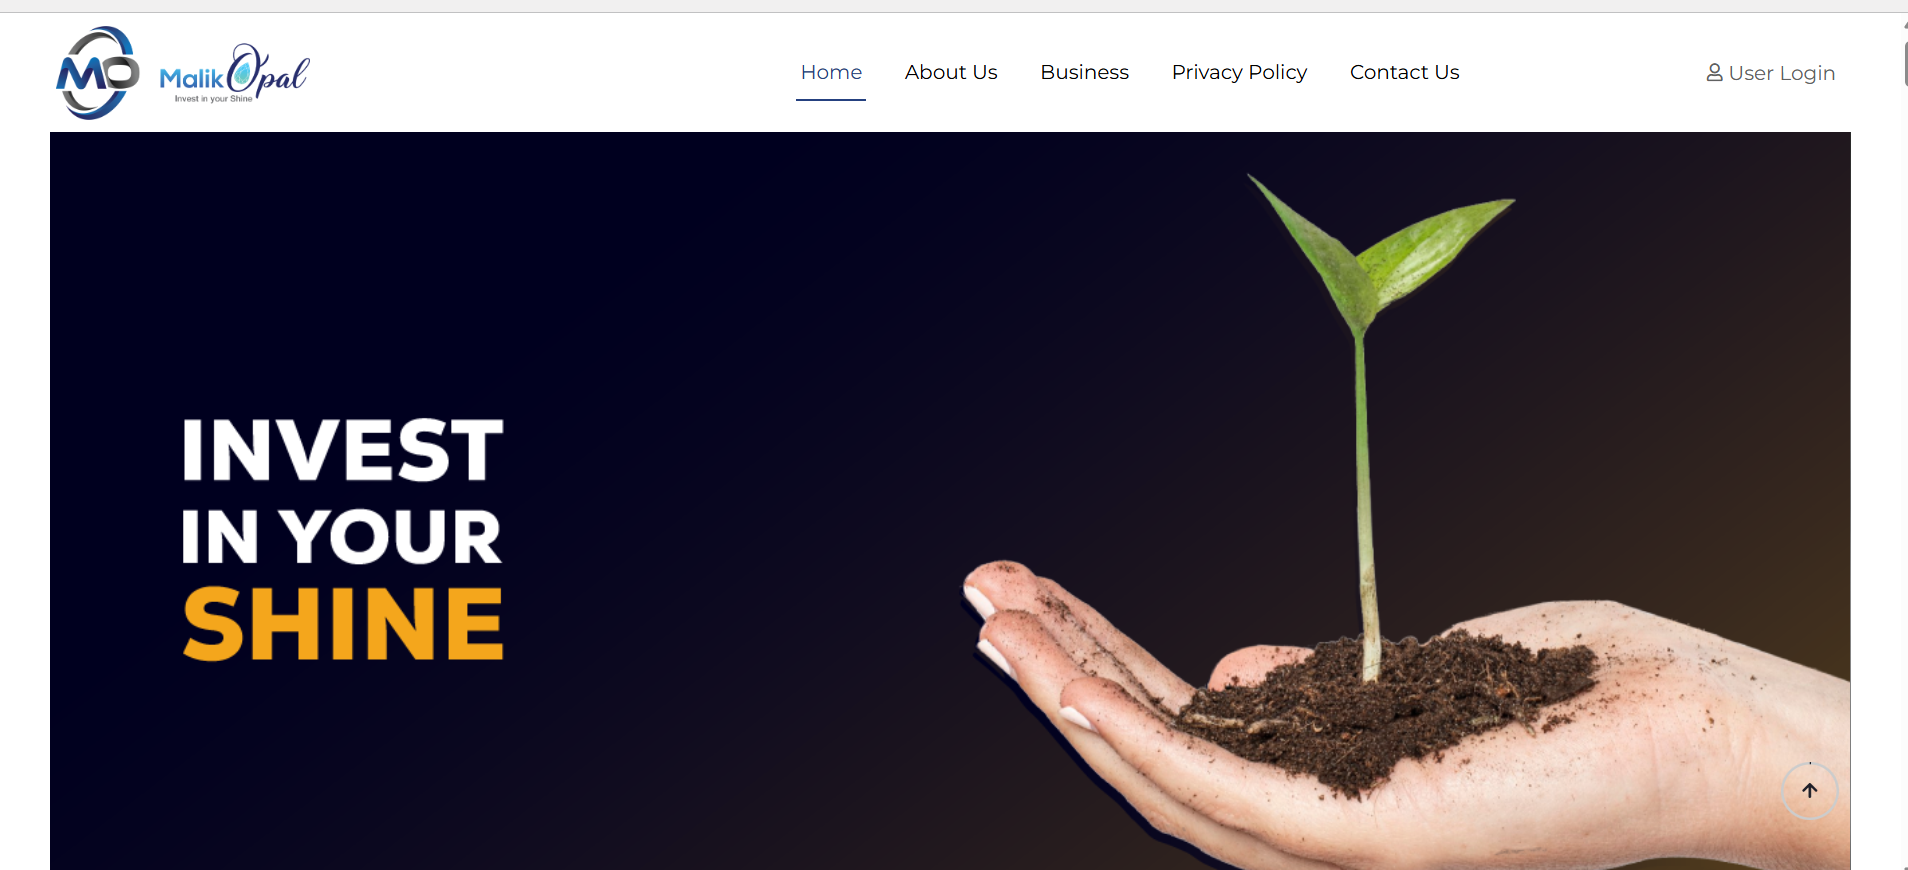 MO
Malik Opal
Invest in your Shine
Home
About Us
Business
Privacy Policy
Contact Us
User Login
INVEST
IN YOUR
SHINE